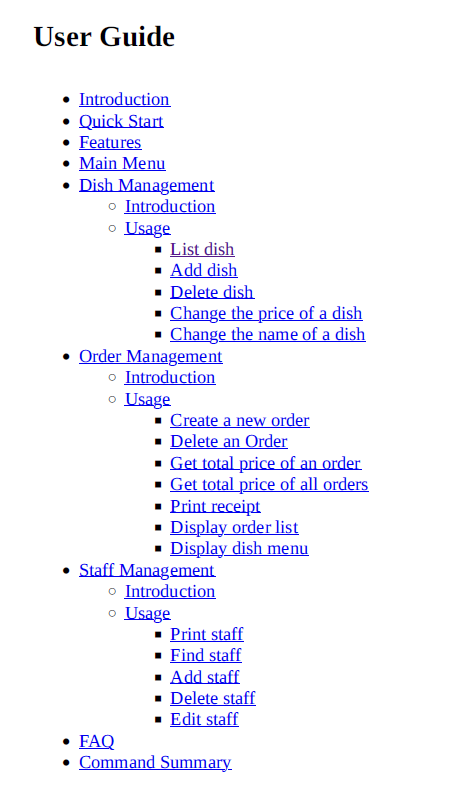 User Guide
Introduction
Quick Start
Features
Main Menu
Dish Management
Introduction
Usage
List dish
Add dish
Delete dish
Change the price of a dish
Change the name of a dish
Order Management
Introduction
Usage
Create a new order
Delete an Order
Get total price of an order
Get total price of all orders
Print receipt
Display order list
Display dish menu
Staff Management
Introduction
Usage
Print staff
Find staff
Add staff
Delete staff
Edit staff
FAQ
Command Summary